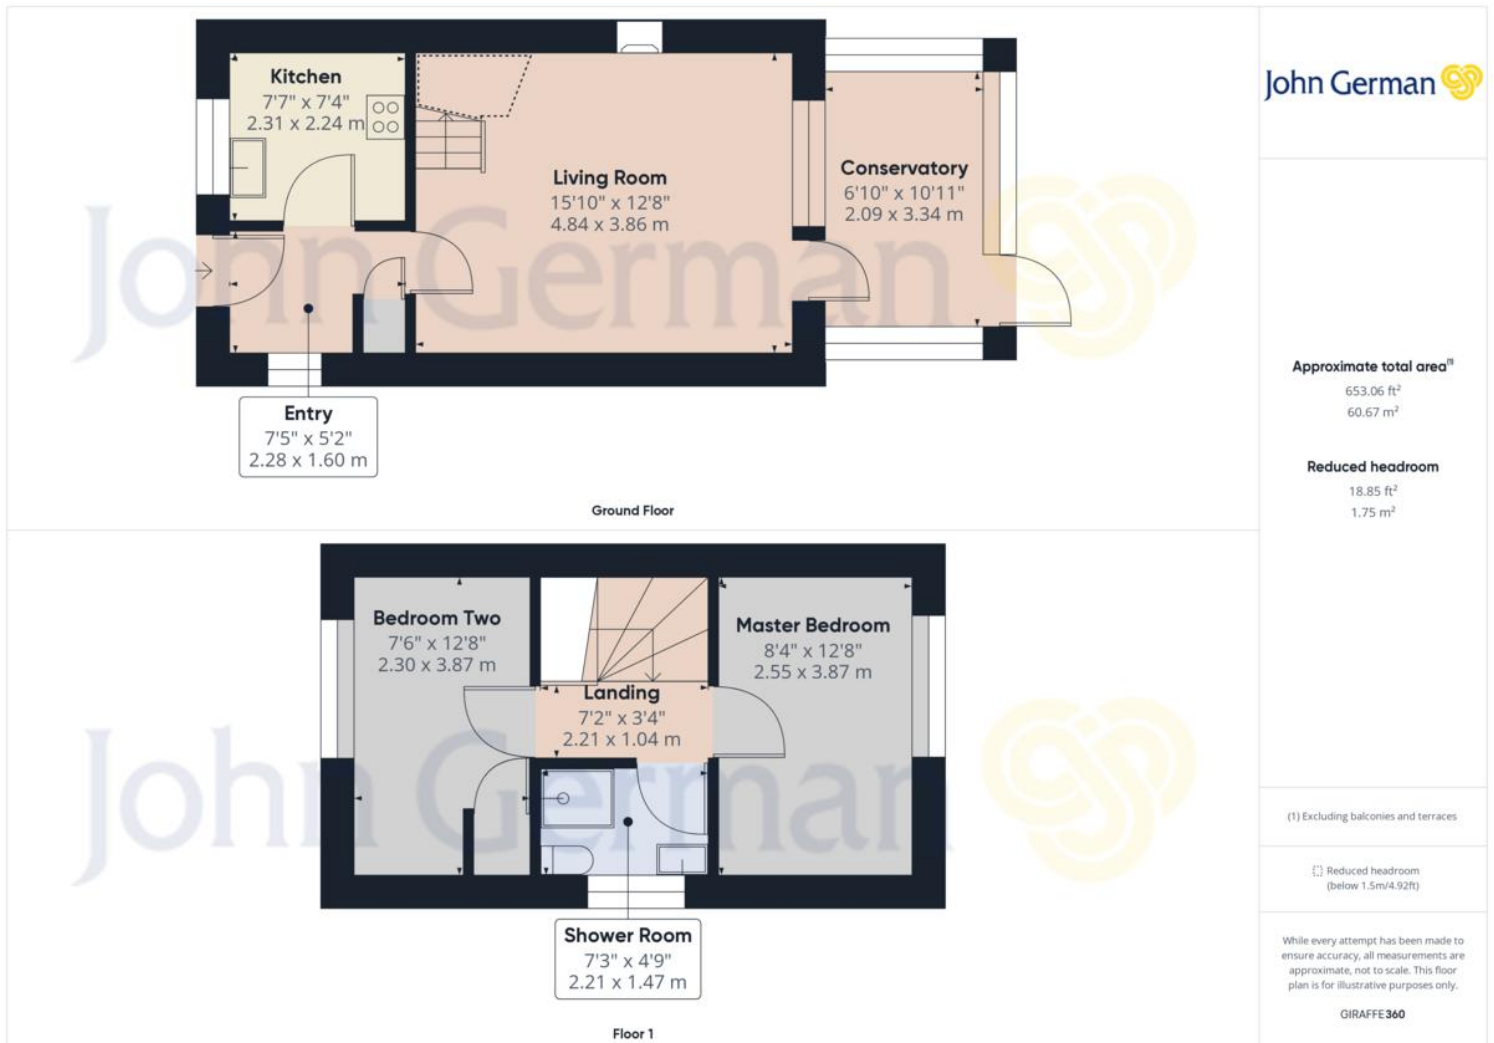 Kitchen
7'7" x 7'4"
2.31 x 2.24 m
Living Room
15'10" x 12'8"
4.84 x 3.86 m
Conservatory
6'10" x 10'11"
2.09 x 3.34 m
John German
Entry
7'5" x 5'2"
2.28 x 1.60 m
Ground Floor
Bedroom Two
7'6" x 12'8"
2.30 x 3.87 m
Landing
7'2" x 3'4"
2.21 x 1.04 m
Master Bedroom
8'4" x 12'8"
2.55 x 3.87 m
John German
Shower Room
7'3" x 4'9"
2.21 x 1.47 m
Floor 1
John German
Approximate total area(1)
653.06 ft²
60.67 m²
Reduced headroom
18.85 ft²
1.75 m²
(1) Excluding balconies and terraces
Reduced headroom
(below 1.5m/4.92ft)
While every attempt has been made to
ensure accuracy, all measurements are
approximate, not to scale. This floor
plan is for illustrative purposes only.
GIRAFFE360